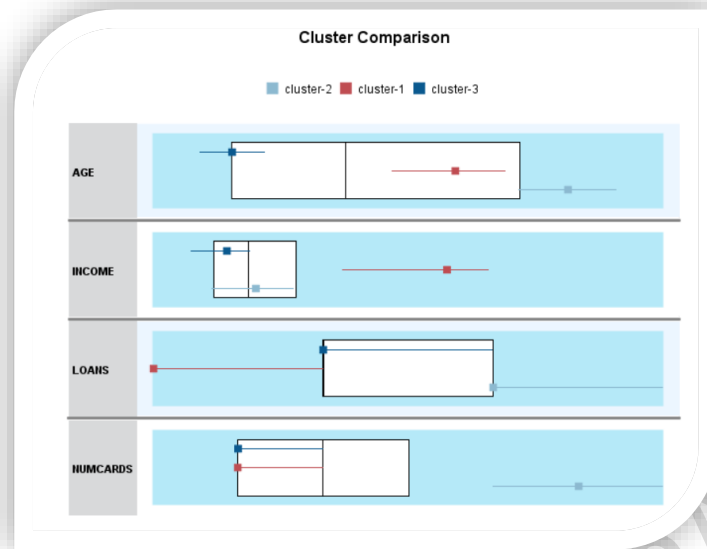 Cluster Comparison
cluster-2 cluster-1 cluster-3
AGE
INCOME
LOANS
NUMCARDS